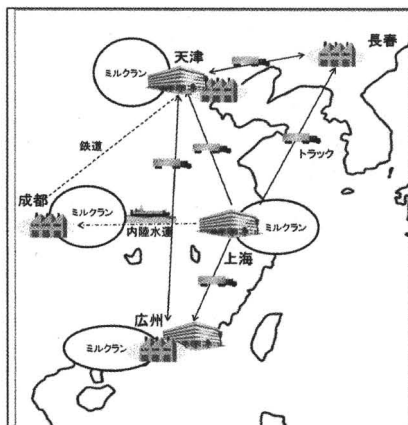 天津
長春
ミルクラン
鉄道
トラック
成都
ミルクラン
内陸水運
ミルクラン
上海
広州
ミルクラン